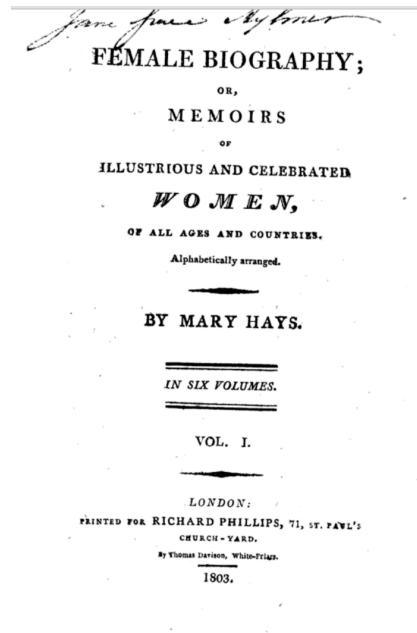 Jane Grace Aylmer
FEMALE BIOGRAPHY;
OR,
MEMOIRS
OF
ILLUSTRIOUS AND CELEBRATED
WOMEN,
OF ALL AGES AND COUNTRIES.
Alphabetically arranged.
BY MARY HAYS.
IN SIX VOLUMES.
VOL. I.
LONDON:
PRINTED FOR RICHARD PHILLIPS, 71, ST. PAUL'S
CHURCH-YARD.
By Thomas Davison, White-Friars.
1803.